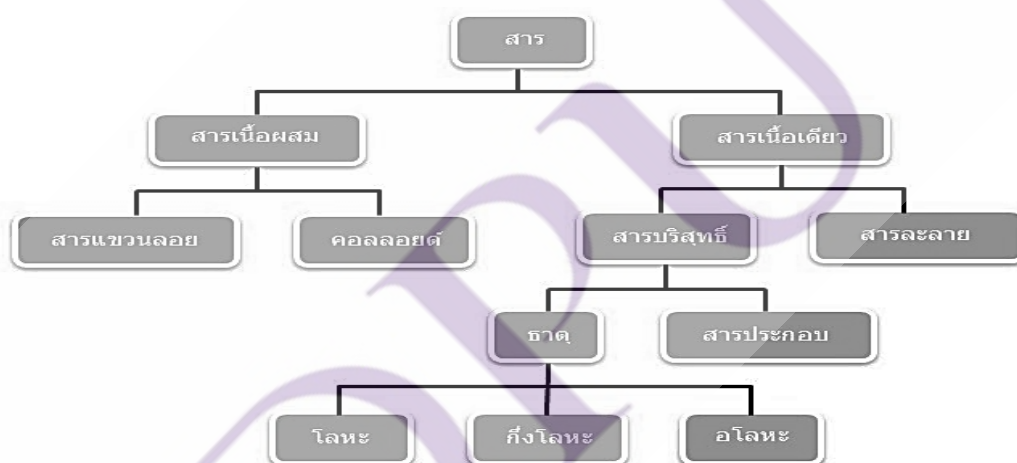 สาร
สารเนื้อผสม
สารเนื้อเดียว
สารแขวนลอย
คอลลอยด์
สารบริสุทธิ์
สารละลาย
ธาตุ
สารประกอบ
โลหะ
กึ่งโลหะ
อโลหะ